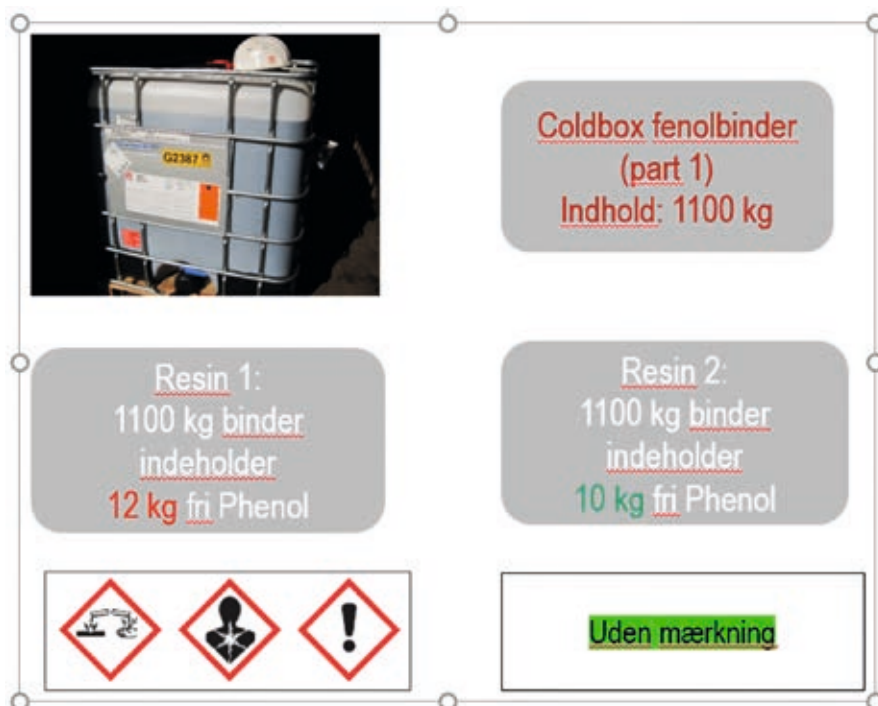 G2387
Coldbox fenolbinder
(part 1)
Indhold: 1100 kg
Resin 1:
1100 kg binder
indeholder
12 kg fri Phenol
Resin 2:
1100 kg binder
indeholder
10 kg fri Phenol
Uden mærkning